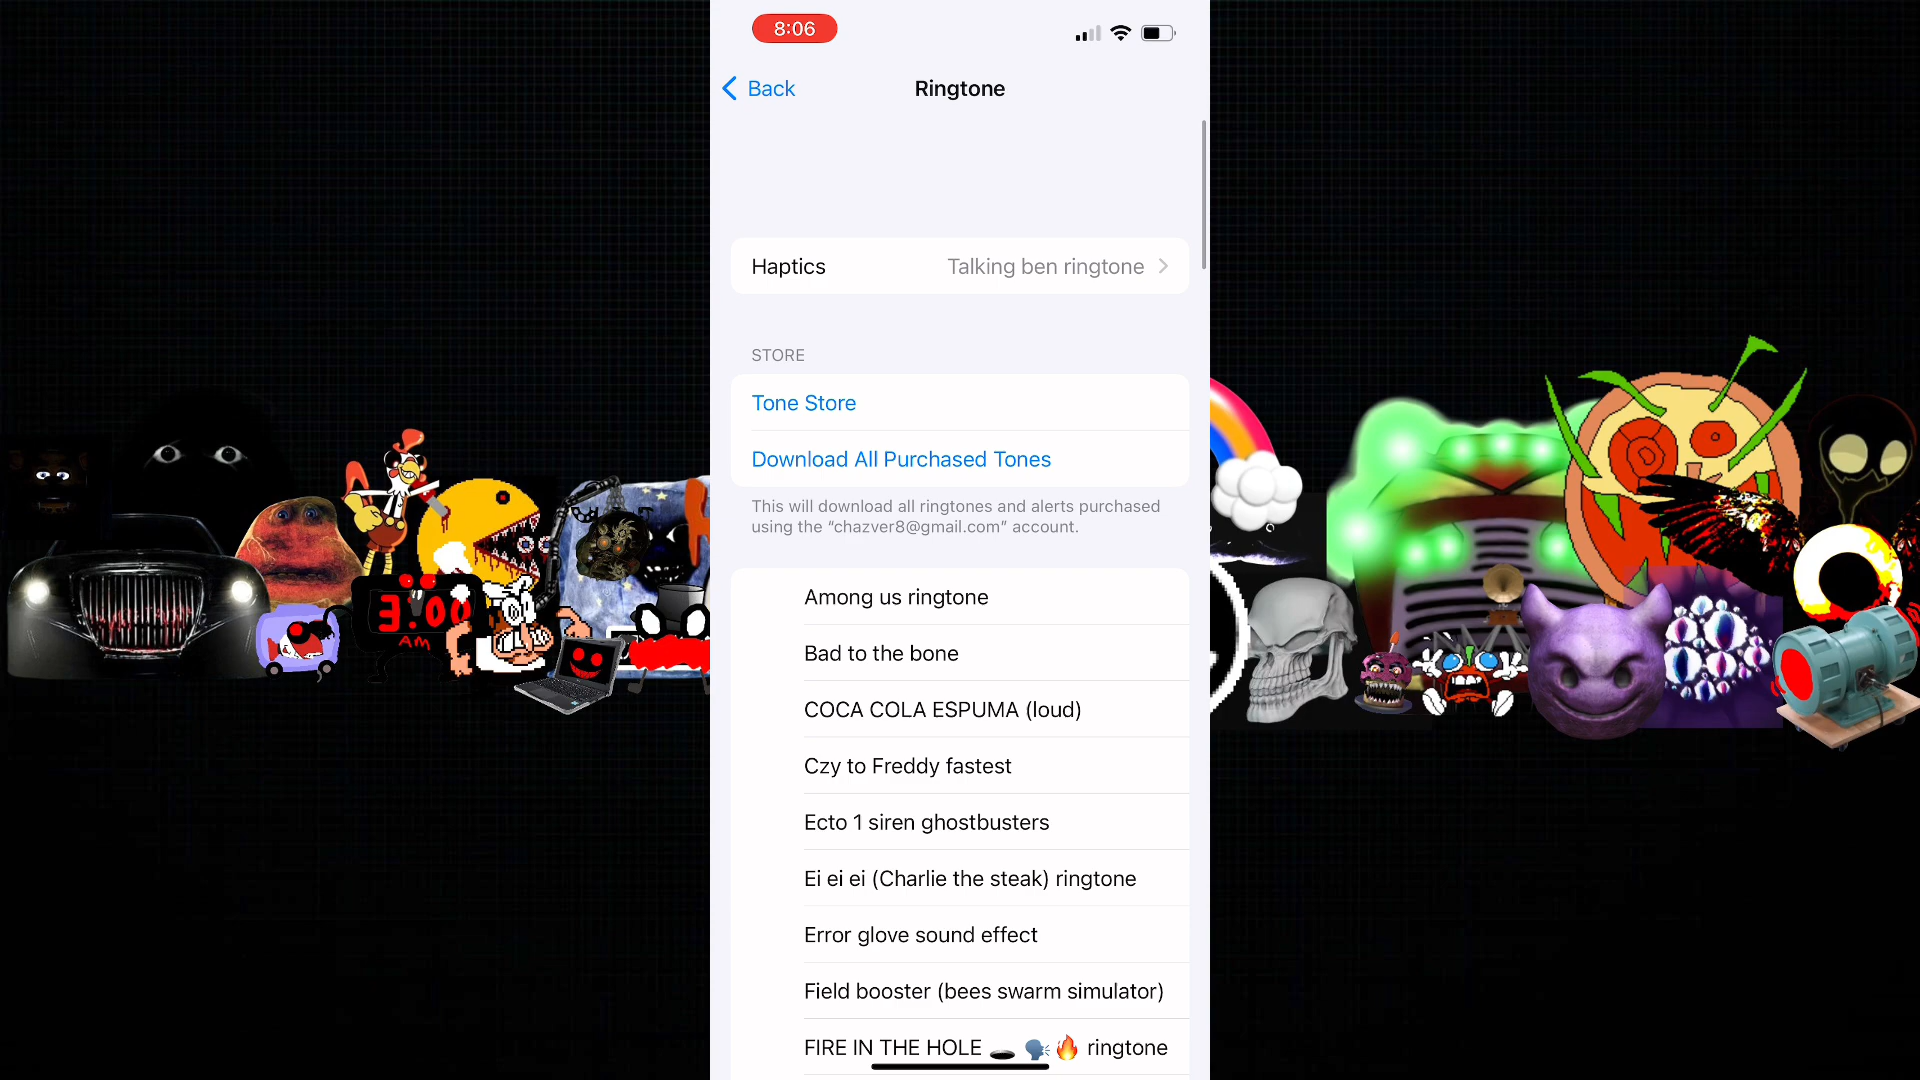 8:06
Back
Ringtone
Haptics
Talking ben ringtone
STORE
Tone Store
Download All Purchased Tones
This will download all ringtones and alerts purchased
using the “chazver8@gmail.com” account.
Among us ringtone
Bad to the bone
COCA COLA ESPUMA (loud)
Czy to Freddy fastest
Ecto 1 siren ghostbusters
Ei ei ei (Charlie the steak) ringtone
Error glove sound effect
Field booster (bees swarm simulator)
FIRE IN THE HOLE 🕳️ 🗣️🔥 ringtone
3:00
AM